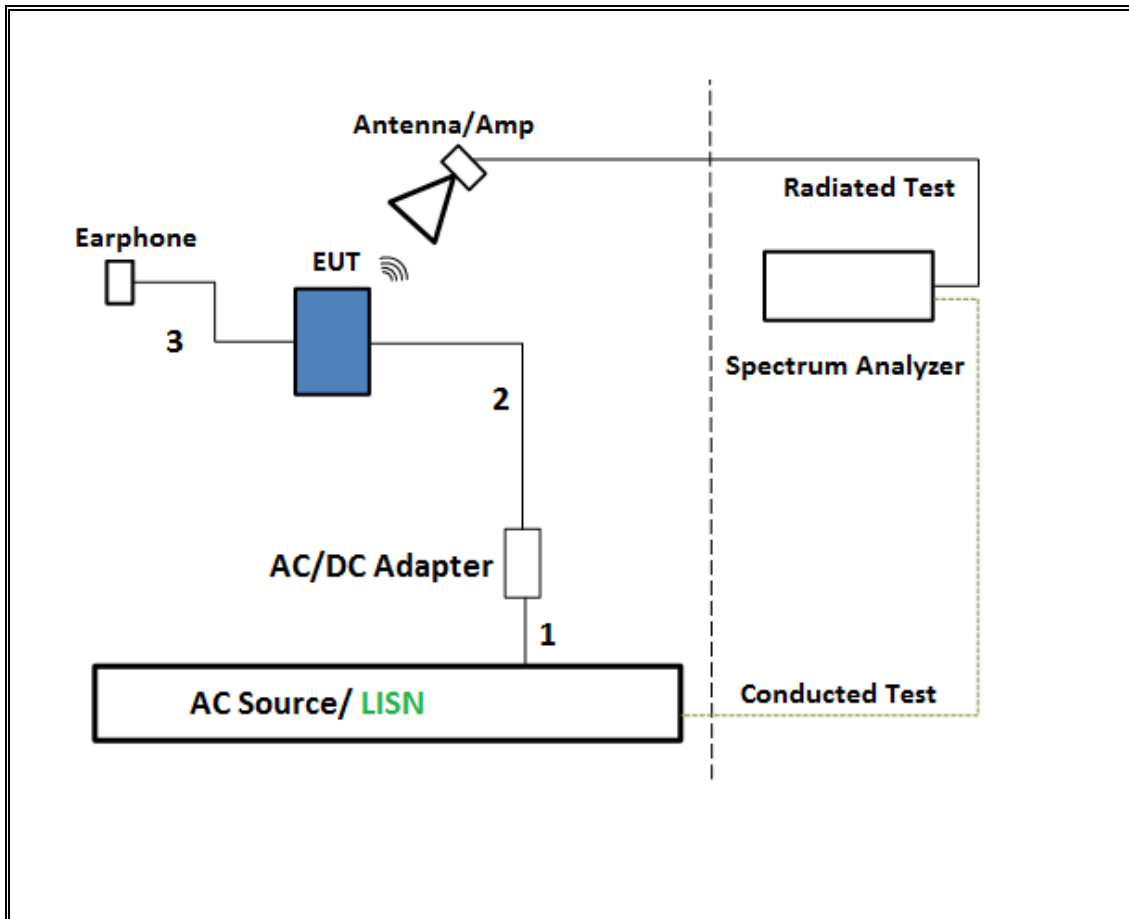 Antenna/Amp
Radiated Test
Earphone
EUT
3
Spectrum Analyzer
2
AC/DC Adapter
1
AC Source/ LISN
Conducted Test